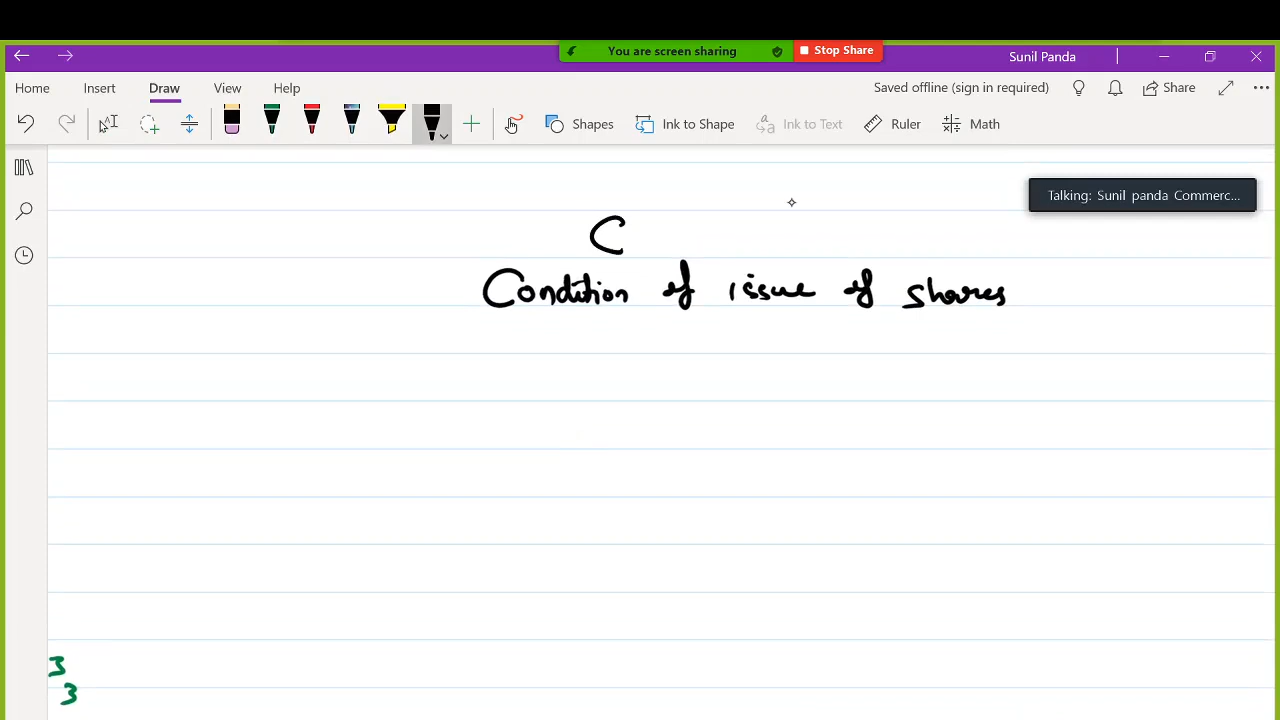 You are screen sharing Stop Share
Sunil Panda
Home Insert Draw View Help Saved offline (sign in required) Share
Shapes Ink to Shape Ink to Text Ruler Math
Talking: Sunil panda Commerc...
C
Condition of issue of shares
3
3